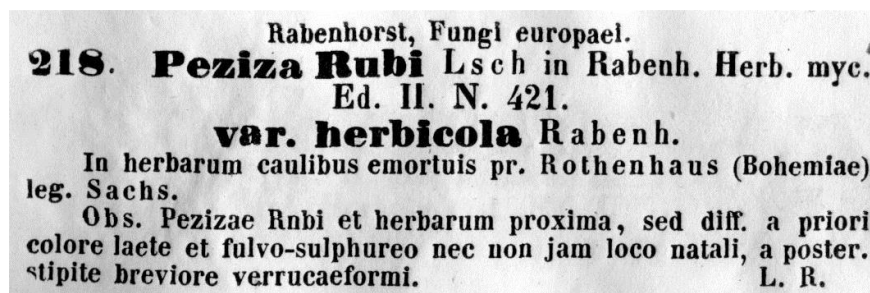 Rabenhorst, Fungi europaei.
218. Peziza Rubi Lsch in Rabenh. Herb. myc.
Ed. II. N. 421.
var. herbicola Rabenh.
In herbarum caulibus emortuis pr. Rothenhaus (Bohemiae)
leg. Sachs.
Obs. Pezizae Rnbi et herbarum proxima, sed diff. a priori
colore laete et fulvo-sulphureo nec non jam loco natali, a poster.
stipite breviore verrucaeformi. L. R.